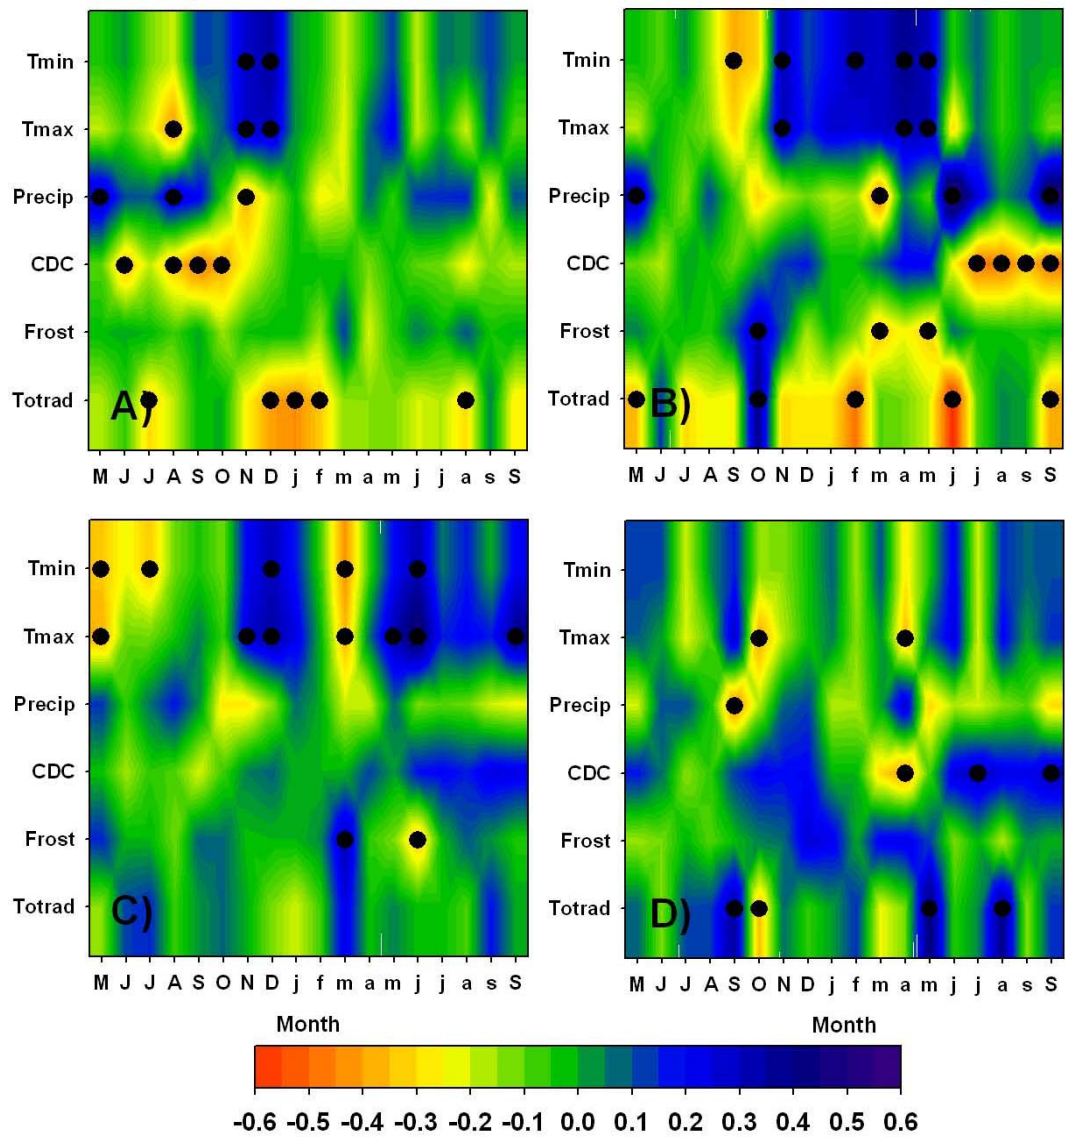 Tmin
Tmax
Precip
CDC
Frost
Totrad
A)
M J J A S O N D j f m a m j j a s S
Tmin
Tmax
Precip
CDC
Frost
Totrad
B)
M J J A S O N D j f m a m j j a s S
Tmin
Tmax
Precip
CDC
Frost
Totrad
C)
M J J A S O N D j f m a m j j a s S
Tmin
Tmax
Precip
CDC
Frost
Totrad
D)
M J J A S O N D j f m a m j j a s S
Month
Month
-0.6 -0.5 -0.4 -0.3 -0.2 -0.1 0.0 0.1 0.2 0.3 0.4 0.5 0.6